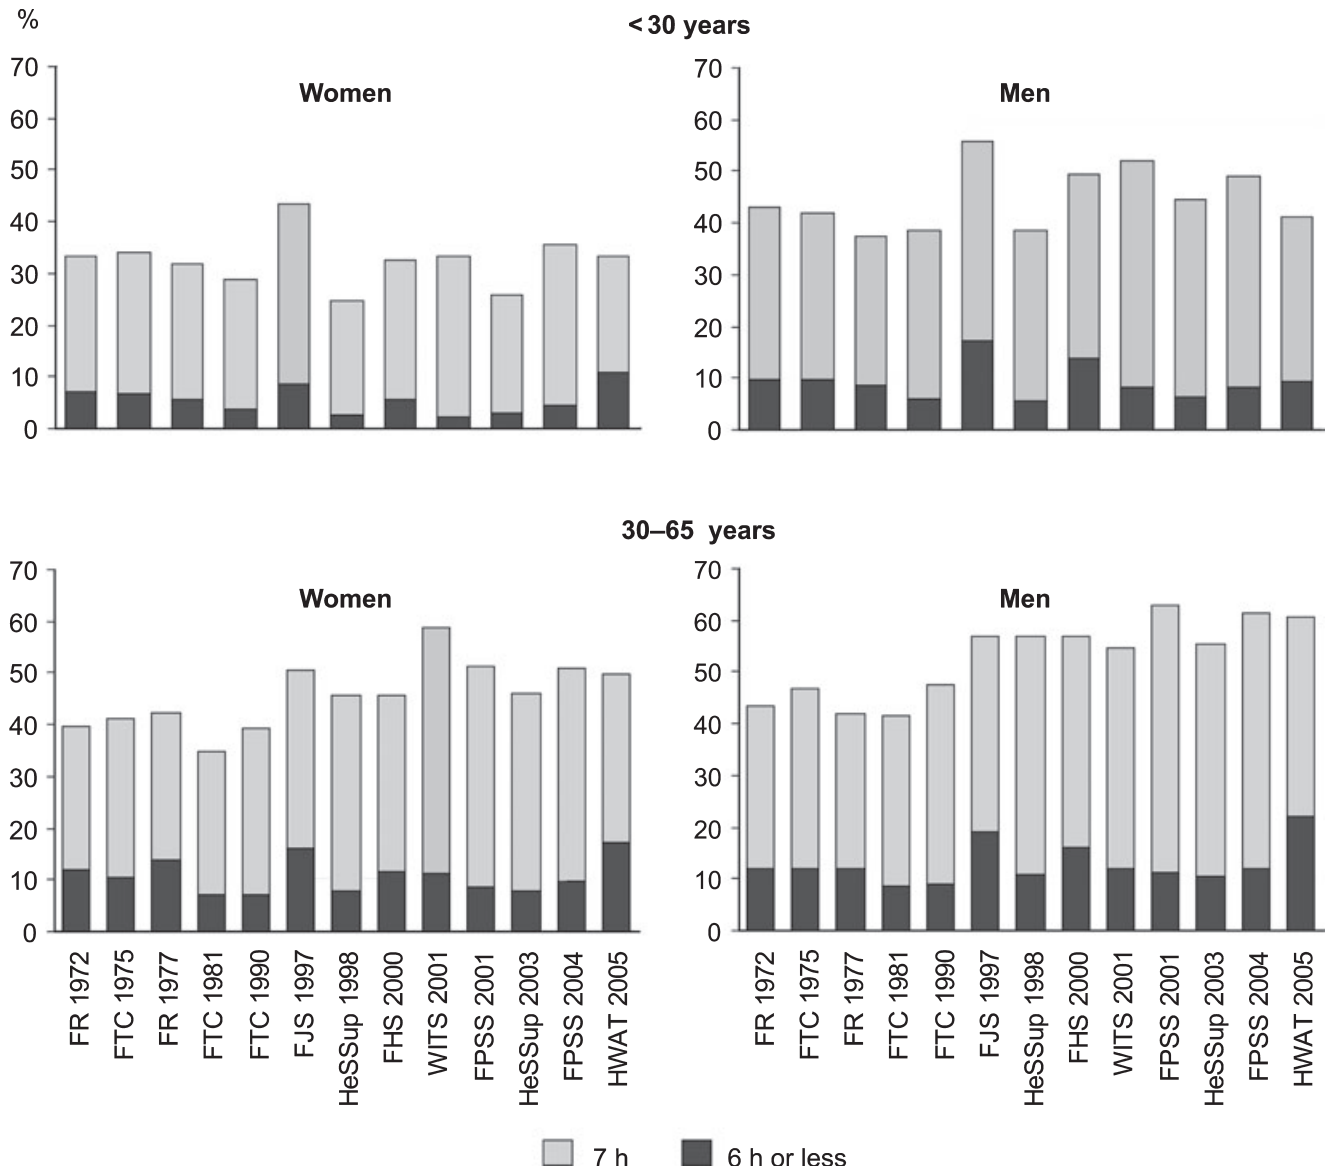 %
< 30 years
Women
70
60
50
40
30
20
10
0
Men
70
60
50
40
30
20
10
0
30–65 years
Women
70
60
50
40
30
20
10
0
FR 1972
FTC 1975
FR 1977
FTC 1981
FTC 1990
FJS 1997
HeSSup 1998
FHS 2000
WITS 2001
FPSS 2001
HeSSup 2003
FPSS 2004
HWAT 2005
Men
70
60
50
40
30
20
10
0
FR 1972
FTC 1975
FR 1977
FTC 1981
FTC 1990
FJS 1997
HeSSup 1998
FHS 2000
WITS 2001
FPSS 2001
HeSSup 2003
FPSS 2004
HWAT 2005
7 h
6 h or less